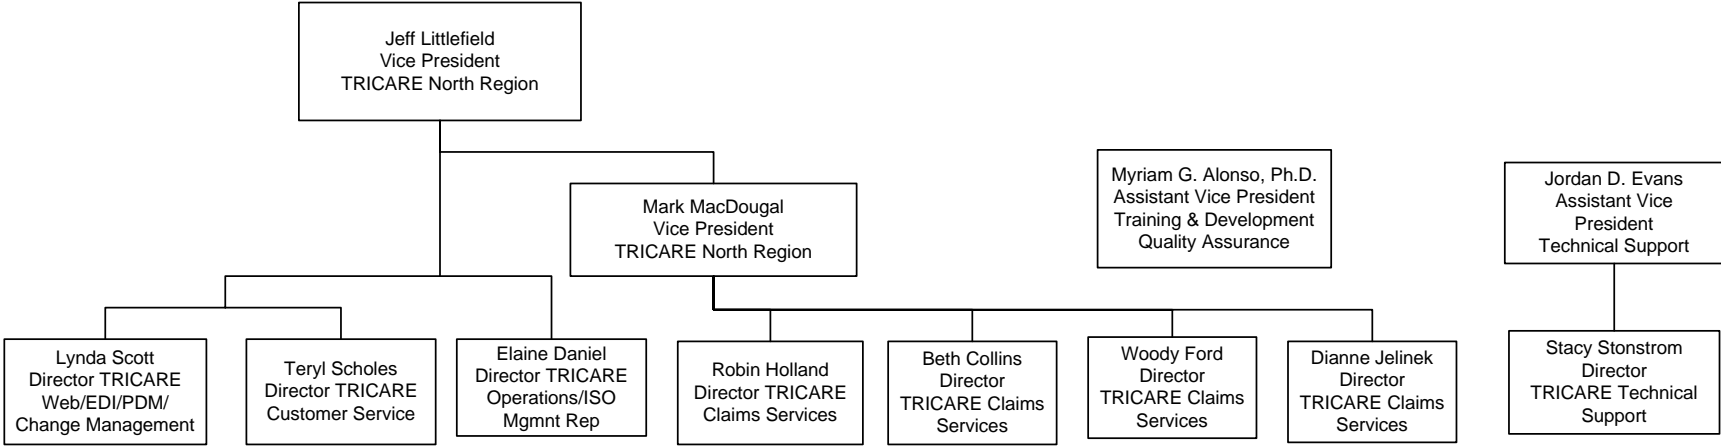 Jeff Littlefield
Vice President
TRICARE North Region
Mark MacDougal
Vice President
TRICARE North Region
Myriam G. Alonso, Ph.D.
Assistant Vice President
Training & Development
Quality Assurance
Jordan D. Evans
Assistant Vice
President
Technical Support
Lynda Scott
Director TRICARE
Web/EDI/PDM/
Change Management
Teryl Scholes
Director TRICARE
Customer Service
Elaine Daniel
Director TRICARE
Operations/ISO
Mgmnt Rep
Robin Holland
Director TRICARE
Claims Services
Beth Collins
Director
TRICARE Claims
Services
Woody Ford
Director
TRICARE Claims
Services
Dianne Jelinek
Director
TRICARE Claims
Services
Stacy Stonstrom
Director
TRICARE Technical
Support